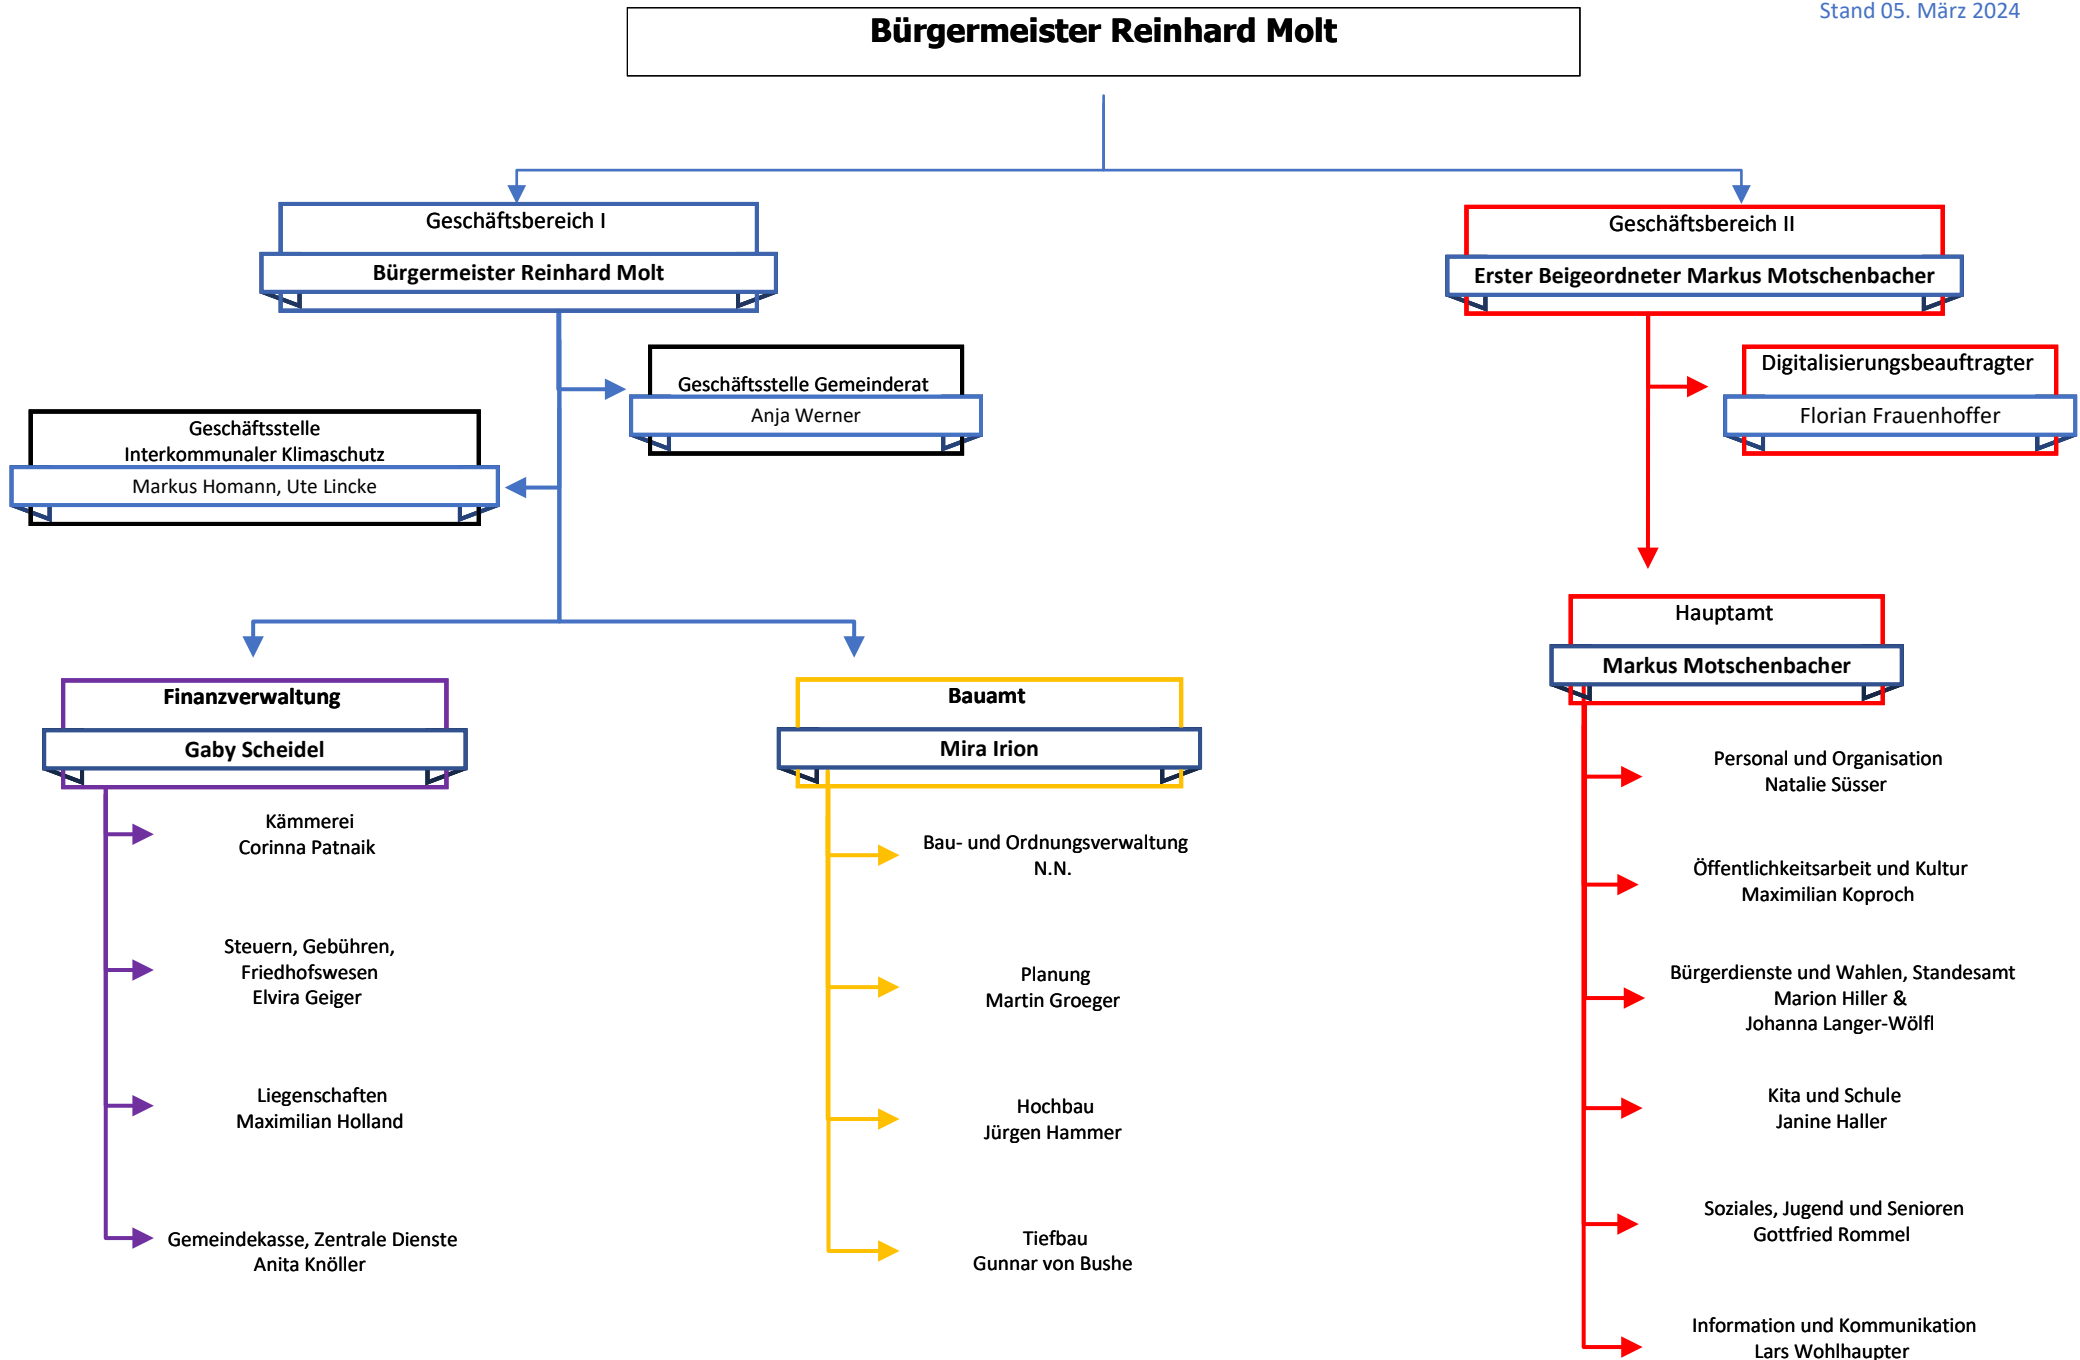 Stand 05. März 2024
Bürgermeister Reinhard Molt
Geschäftsbereich I
Bürgermeister Reinhard Molt
Geschäftsbereich II
Erster Beigeordneter Markus Motschenbacher
Geschäftsstelle Gemeinderat
Anja Werner
Digitalisierungsbeauftragter
Florian Frauenhoffer
Geschäftsstelle
Interkommunaler Klimaschutz
Markus Homann, Ute Lincke
Finanzverwaltung
Gaby Scheidel
Kämmerei
Corinna Patnaik
Steuern, Gebühren,
Friedhofswesen
Elvira Geiger
Liegenschaften
Maximilian Holland
Gemeindekasse, Zentrale Dienste
Anita Knöller
Bauamt
Mira Irion
Bau- und Ordnungsverwaltung
N.N.
Planung
Martin Groeger
Hochbau
Jürgen Hammer
Tiefbau
Gunnar von Bushe
Hauptamt
Markus Motschenbacher
Personal und Organisation
Natalie Süsser
Öffentlichkeitsarbeit und Kultur
Maximilian Koproch
Bürgerdienste und Wahlen, Standesamt
Marion Hiller &
Johanna Langer-Wölfl
Kita und Schule
Janine Haller
Soziales, Jugend und Senioren
Gottfried Rommel
Information und Kommunikation
Lars Wohlhaupter